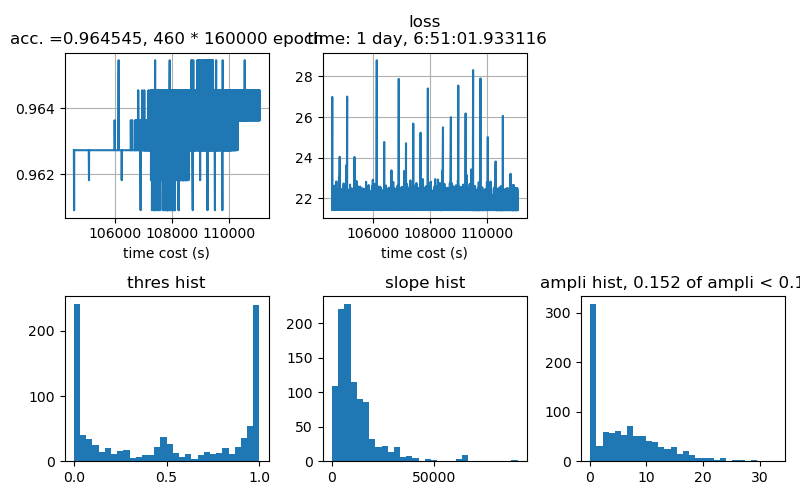 loss
acc. =0.964545, 460 * 160000 epoch
time: 1 day, 6:51:01.933116
0.964
0.962
106000 108000 110000
time cost (s)
28
26
24
22
106000 108000 110000
time cost (s)
thres hist
200
100
0
0.0 0.5 1.0
slope hist
200
150
100
50
0
0 50000
ampli hist, 0.152 of ampli < 0.1
300
200
100
0
0 10 20 30